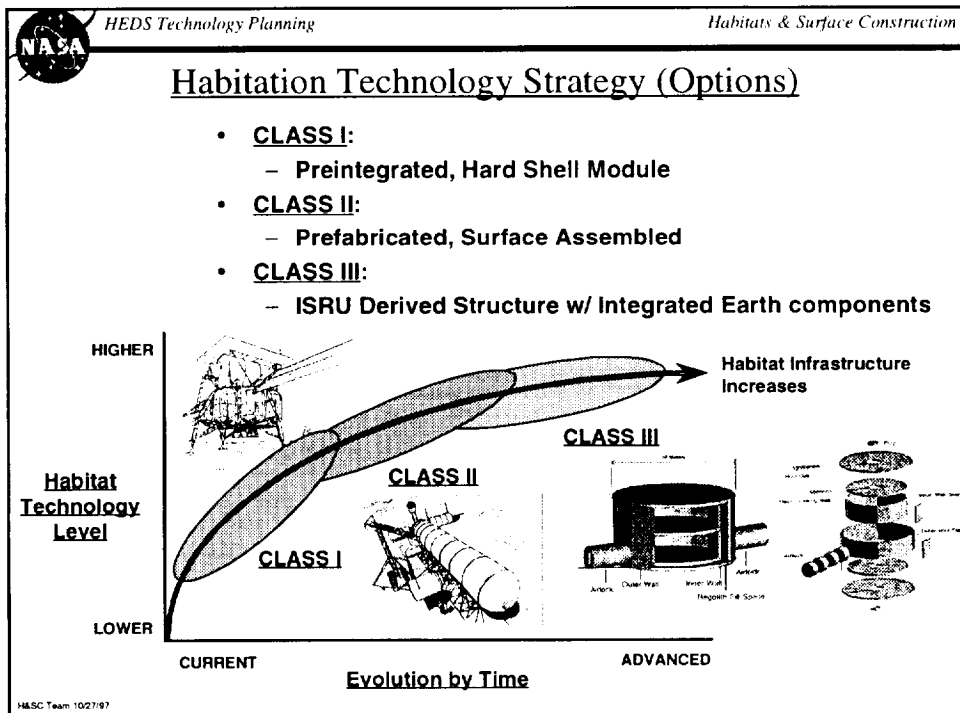 HEDS Technology Planning
Habitats & Surface Construction
NASA
Habitation Technology Strategy (Options)
• CLASS I:
– Preintegrated, Hard Shell Module
• CLASS II:
– Prefabricated, Surface Assembled
• CLASS III:
– ISRU Derived Structure w/ Integrated Earth components
HIGHER
Habitat Infrastructure
Increases
CLASS III
CLASS II
Habitat
Technology
Level
CLASS I
Airlock
Outer Wall
Inner Wall
Airlock
Regolith Fill Space
LOWER
CURRENT
ADVANCED
Evolution by Time
H&SC Team 10/27/97